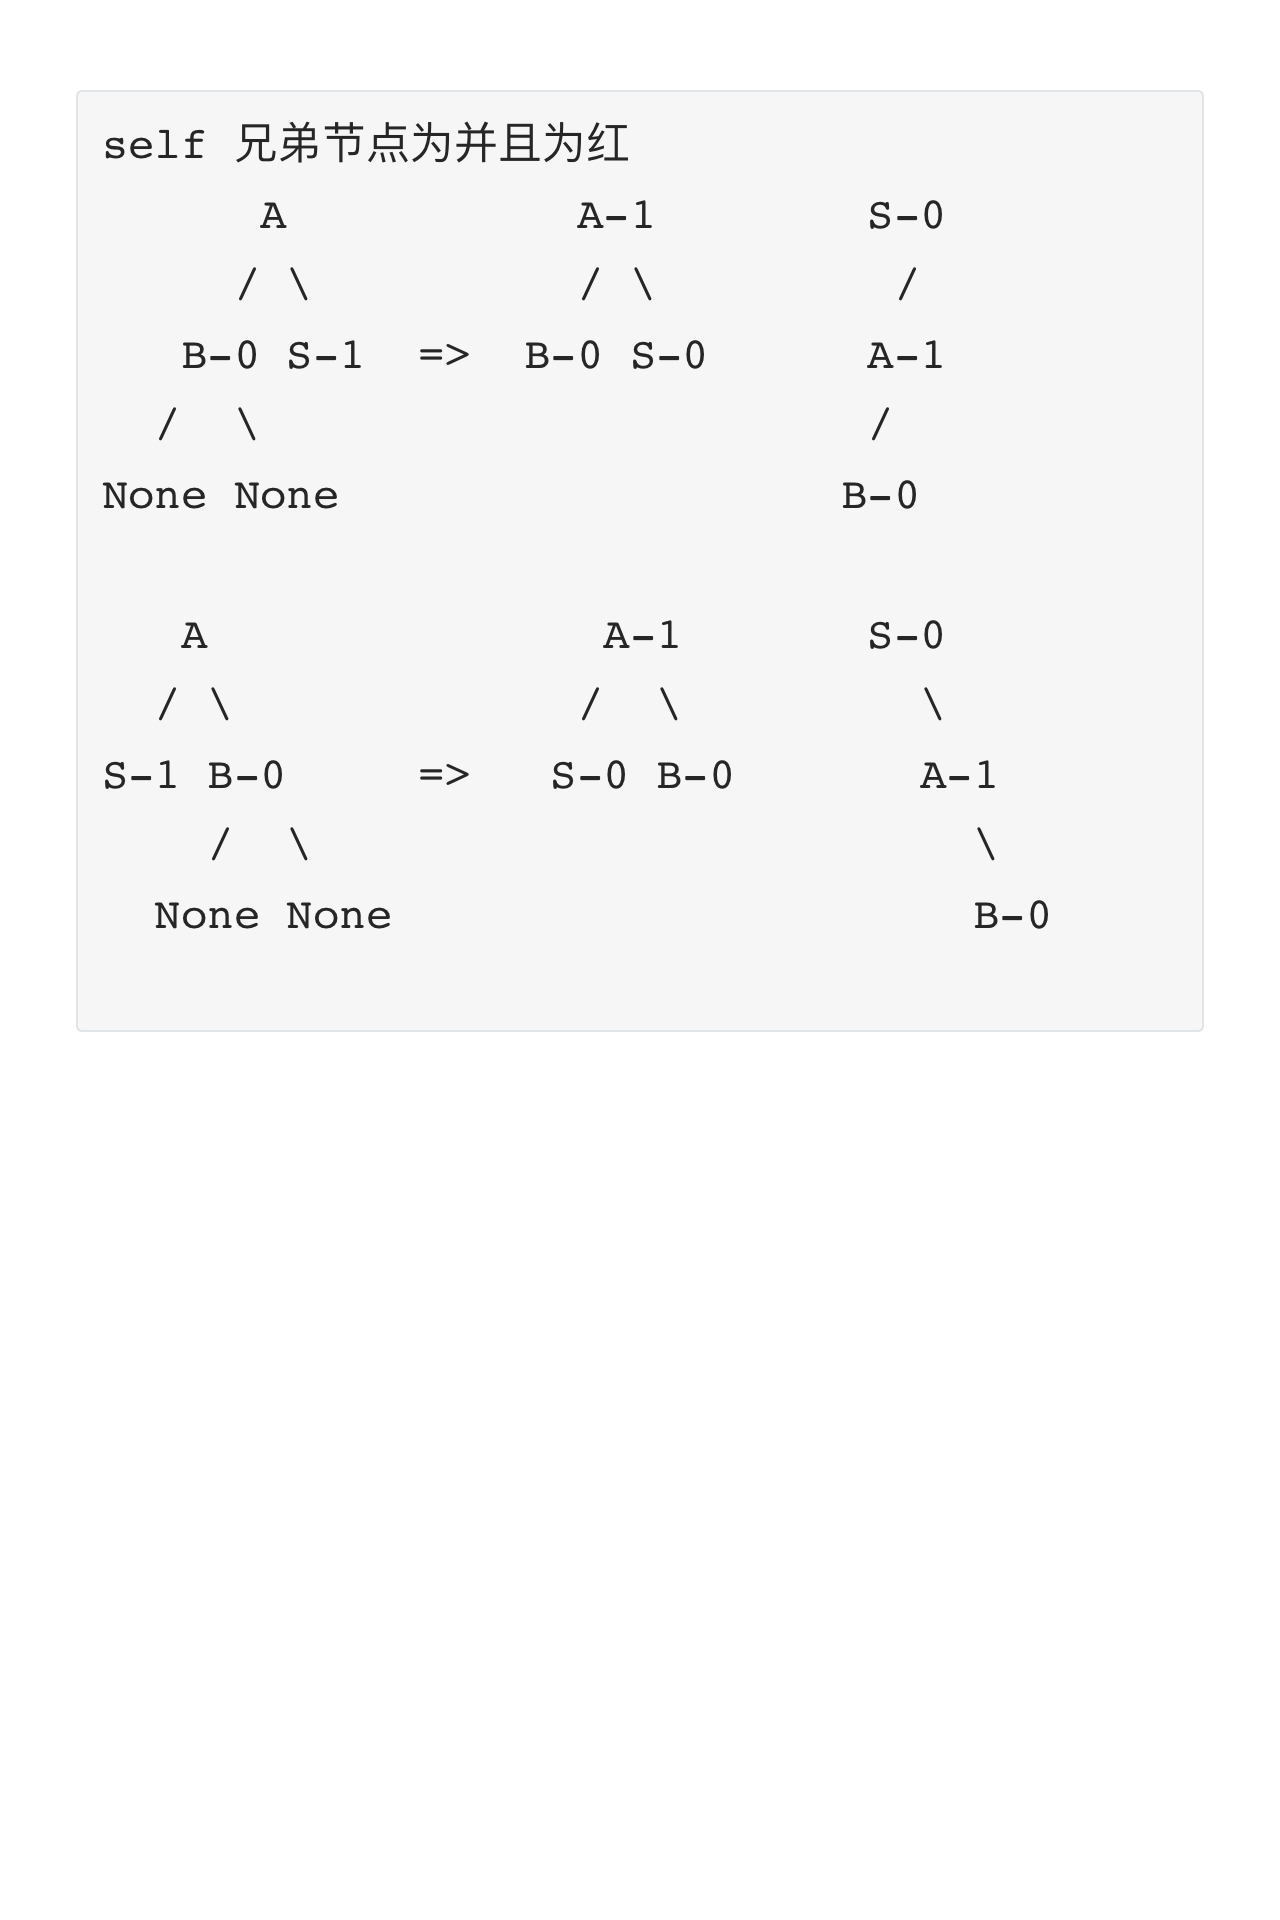 self 兄弟节点为并且为红
            A                      A-1                S-0
          / \                     / \                   /
      B-0 S-1  =>  B-0 S-0            A-1
    /    \                                               /
None None                                      B-0
      A                              A-1              S-0
    / \                           /    \                  \
S-1 B-0          =>      S-0 B-0              A-1
        /    \                                                 \
    None None                                            B-0